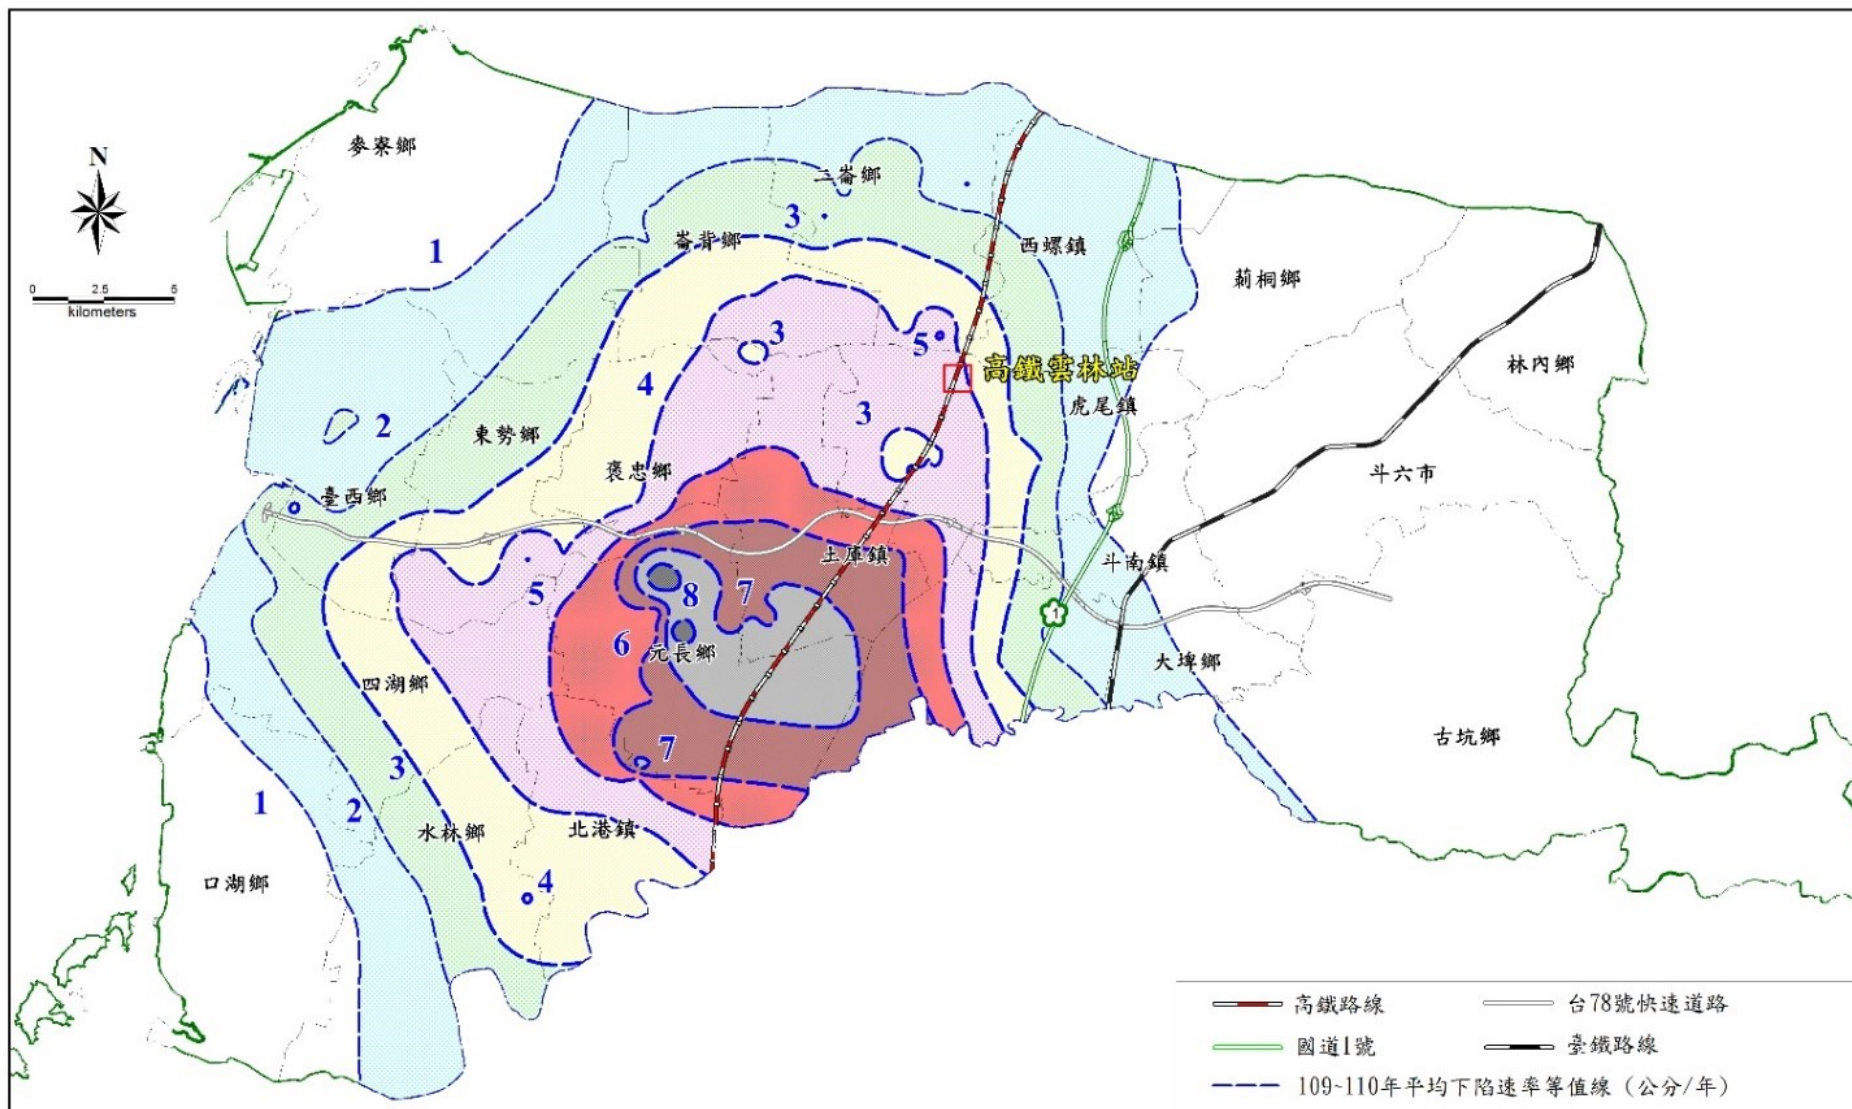 N
0 2.5 5
kilometers
麥寮鄉
二崙鄉
1
3
崙背鄉
西螺鎮
莿桐鄉
3
5
高鐵雲林站
林內鄉
4
虎尾鎮
2
3
東勢鄉
褒忠鄉
斗六市
臺西鄉
土庫鎮
斗南鎮
5
8
7
1
6
元長鄉
大埤鄉
四湖鄉
古坑鄉
7
3
1
2
水林鄉
北港鎮
口湖鄉
4
高鐵路線
台78號快速道路
國道1號
臺鐵路線
109~110年平均下陷速率等值線（公分/年）